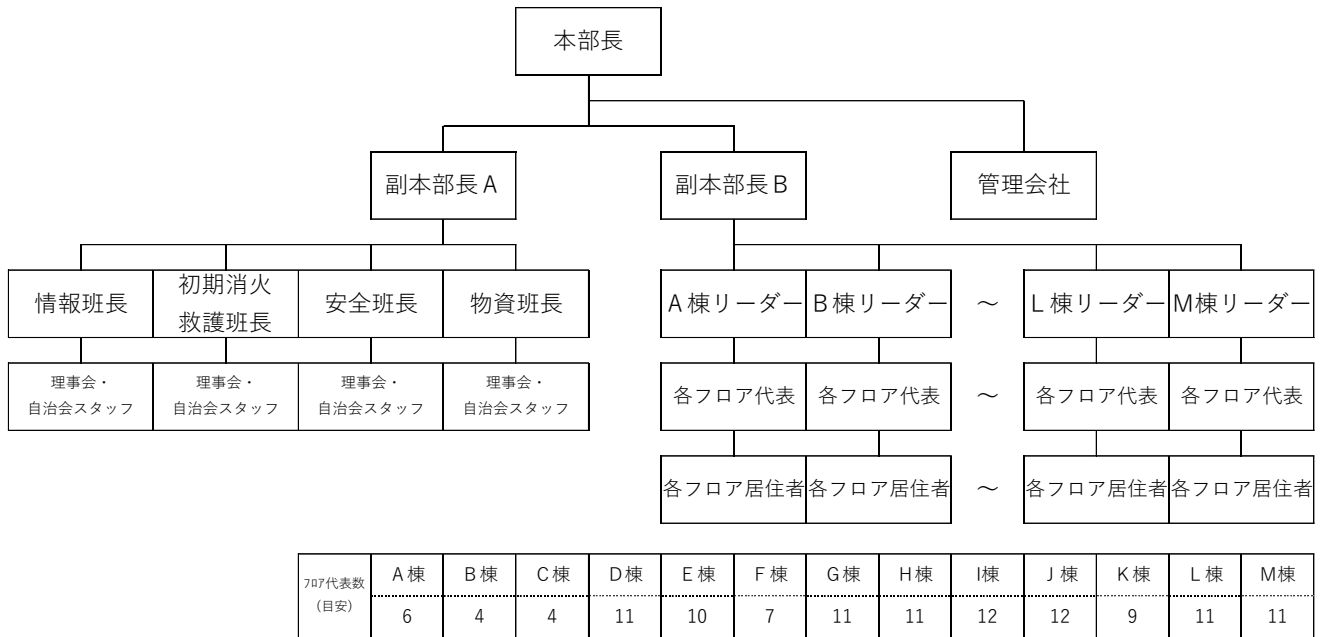 本部長
副本部長A
副本部長B
管理会社
情報班長
初期消火
救護班長
安全班長
物資班長
A棟リーダー
B棟リーダー
～
L棟リーダー
M棟リーダー
理事会・
自治会スタッフ
理事会・
自治会スタッフ
理事会・
自治会スタッフ
理事会・
自治会スタッフ
各フロア代表
各フロア代表
～
各フロア代表
各フロア代表
各フロア居住者
各フロア居住者
～
各フロア居住者
各フロア居住者
ﾌﾛｱ代表数
（目安）
A棟 B棟 C棟 D棟 E棟 F棟 G棟 H棟 I棟 J棟 K棟 L棟 M棟
6 4 4 11 10 7 11 11 12 12 9 11 11